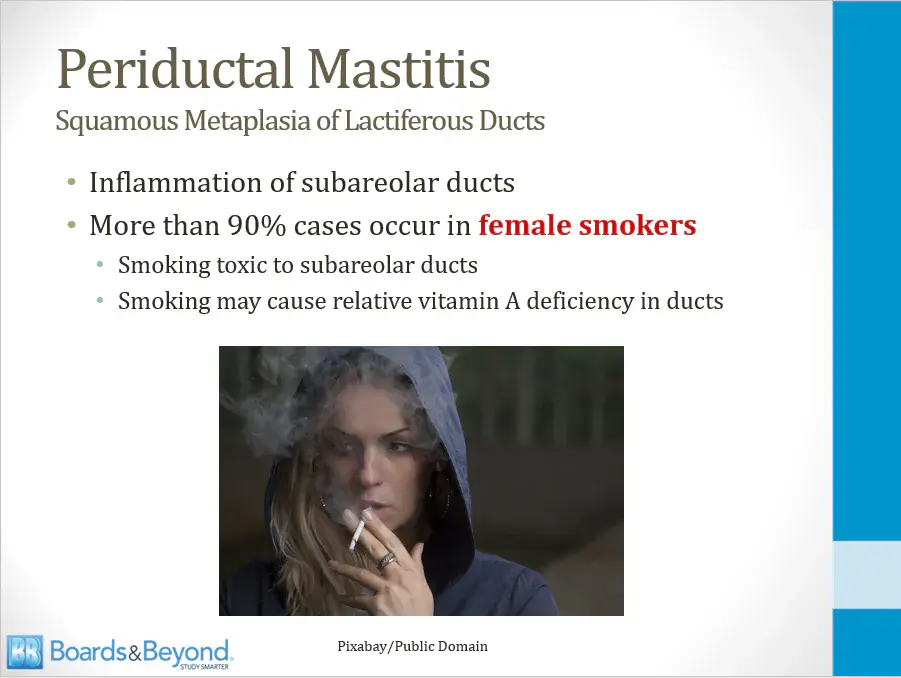 Periductal Mastitis
Squamous Metaplasia of Lactiferous Ducts
• Inflammation of subareolar ducts
• More than 90% cases occur in female smokers
• Smoking toxic to subareolar ducts
• Smoking may cause relative vitamin A deficiency in ducts
BB Boards&Beyond.
STUDY SMARTER
Pixabay/Public Domain